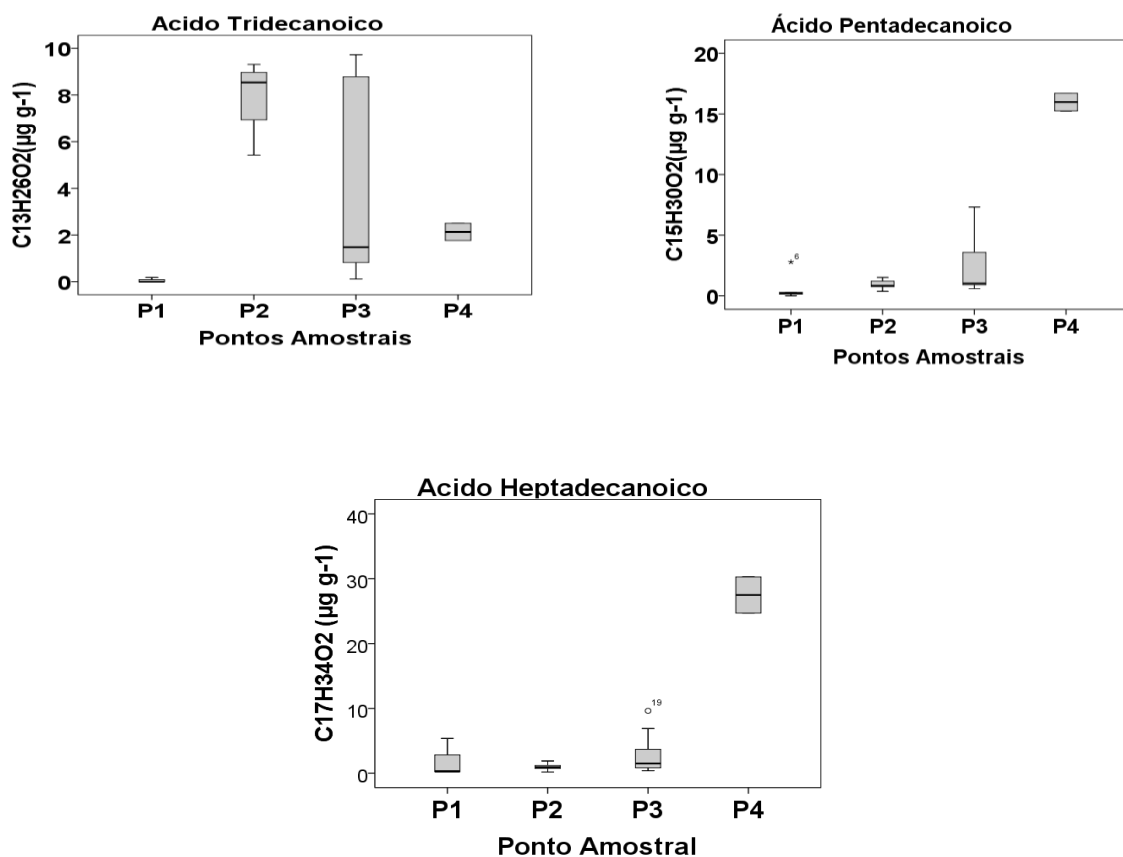 Acido Tridecanoico
C13H26O2(µg g-1)
10
8
6
4
2
0
P1 P2 P3 P4
Pontos Amostrais
Ácido Pentadecanoico
C15H30O2(µg g-1)
20
15
10
5
0
*6
P1 P2 P3 P4
Pontos Amostrais
Acido Heptadecanoico
C17H34O2 (µg g-1)
40
30
20
10
0
19
P1 P2 P3 P4
Ponto Amostral